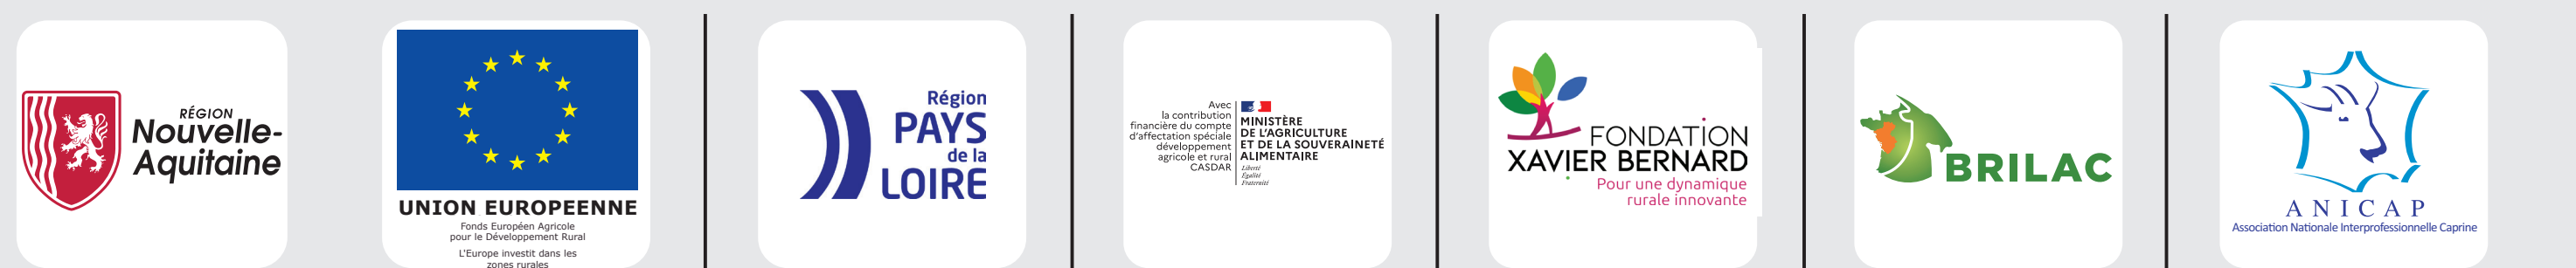 RÉGION
Nouvelle-
Aquitaine
UNION EUROPEENNE
Fonds Européen Agricole
pour le Développement Rural
L'Europe investit dans les
zones rurales
Région
PAYS
de la
LOIRE
Avec
la contribution
financière du compte
d'affectation spéciale
développement
agricole et rural
CASDAR
MINISTÈRE
DE L'AGRICULTURE
ET DE LA SOUVERAINETÉ
ALIMENTAIRE
Liberté
Égalité
Fraternité
FONDATION
XAVIER BERNARD
Pour une dynamique
rurale innovante
BRILAC
ANICAP
Association Nationale Interprofessionnelle Caprine